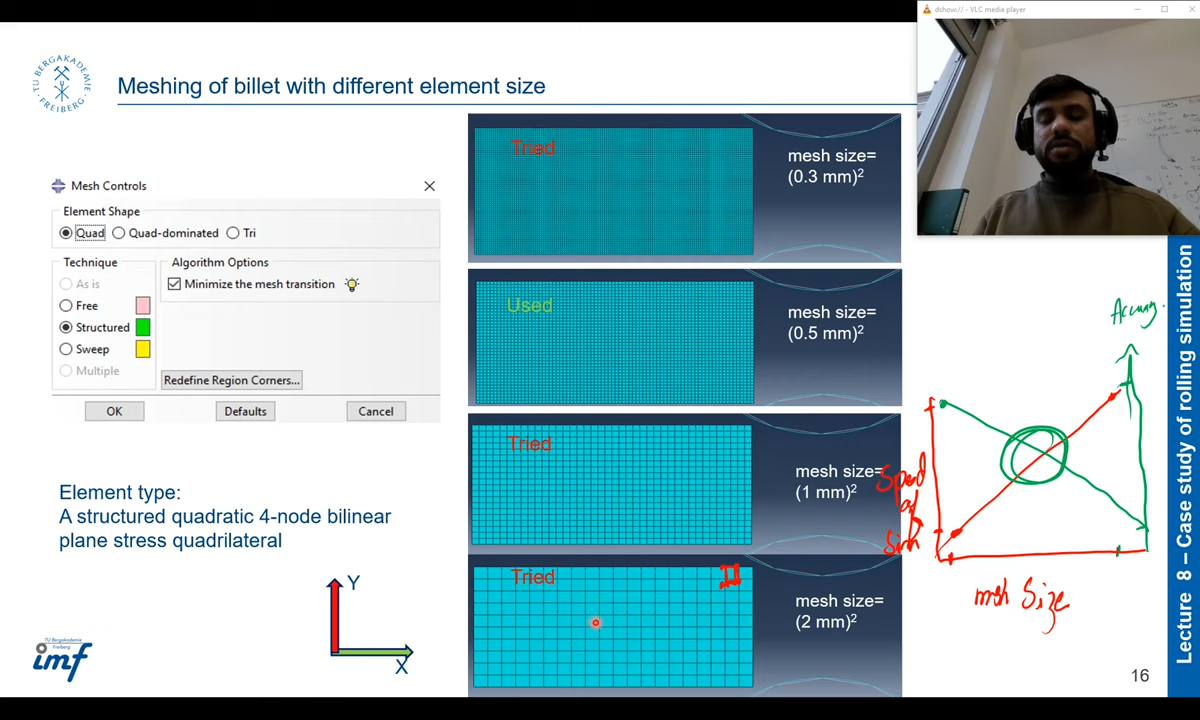 dshow:// - VLC media player
TU BERGAKADEMIE
FREIBERG
Meshing of billet with different element size
Mesh Controls
Element Shape
Quad
Quad-dominated
Tri
Technique
As is
Free
Structured
Sweep
Multiple
Algorithm Options
Minimize the mesh transition
Redefine Region Corners...
OK
Defaults
Cancel
Element type:
A structured quadratic 4-node bilinear
plane stress quadrilateral
Y
X
Tried
mesh size=
(0.3 mm)²
Used
mesh size=
(0.5 mm)²
Tried
mesh size=
(1 mm)²
Tried
mesh size=
(2 mm)²
Speed
of
mesh Size
TU Bergakademie
Freiberg
imf
Lecture 8 – Case study of rolling simulation
16